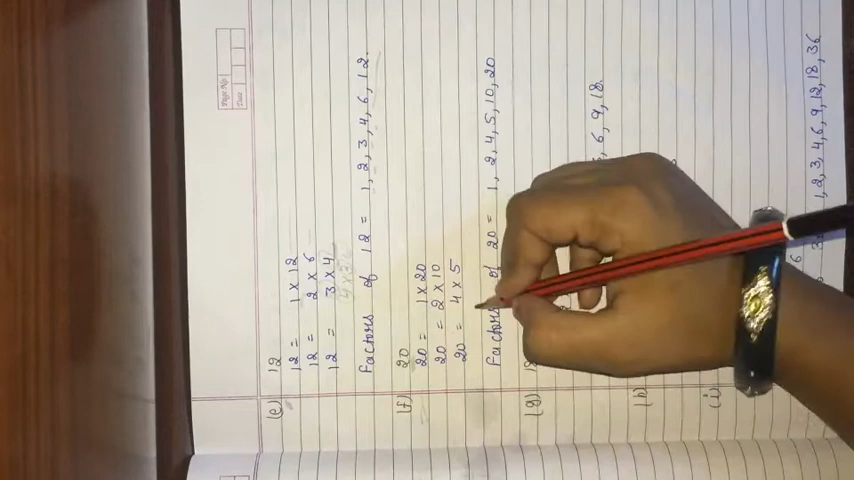 Page No.
Date
(e) 12
12 = 1 x 12
12 = 2 x 6
12 = 3 x 4
Factors of 12 = 1, 2, 3, 4, 6, 12.
(f) 20
20 = 1 x 20
20 = 2 x 10
20 = 4 x 5
Factors of 20 = 1, 2, 4, 5, 10, 20
(g)
6, 9, 18.
(h)
(i)
6
1, 2, 3, 4, 6, 9, 12, 18, 36